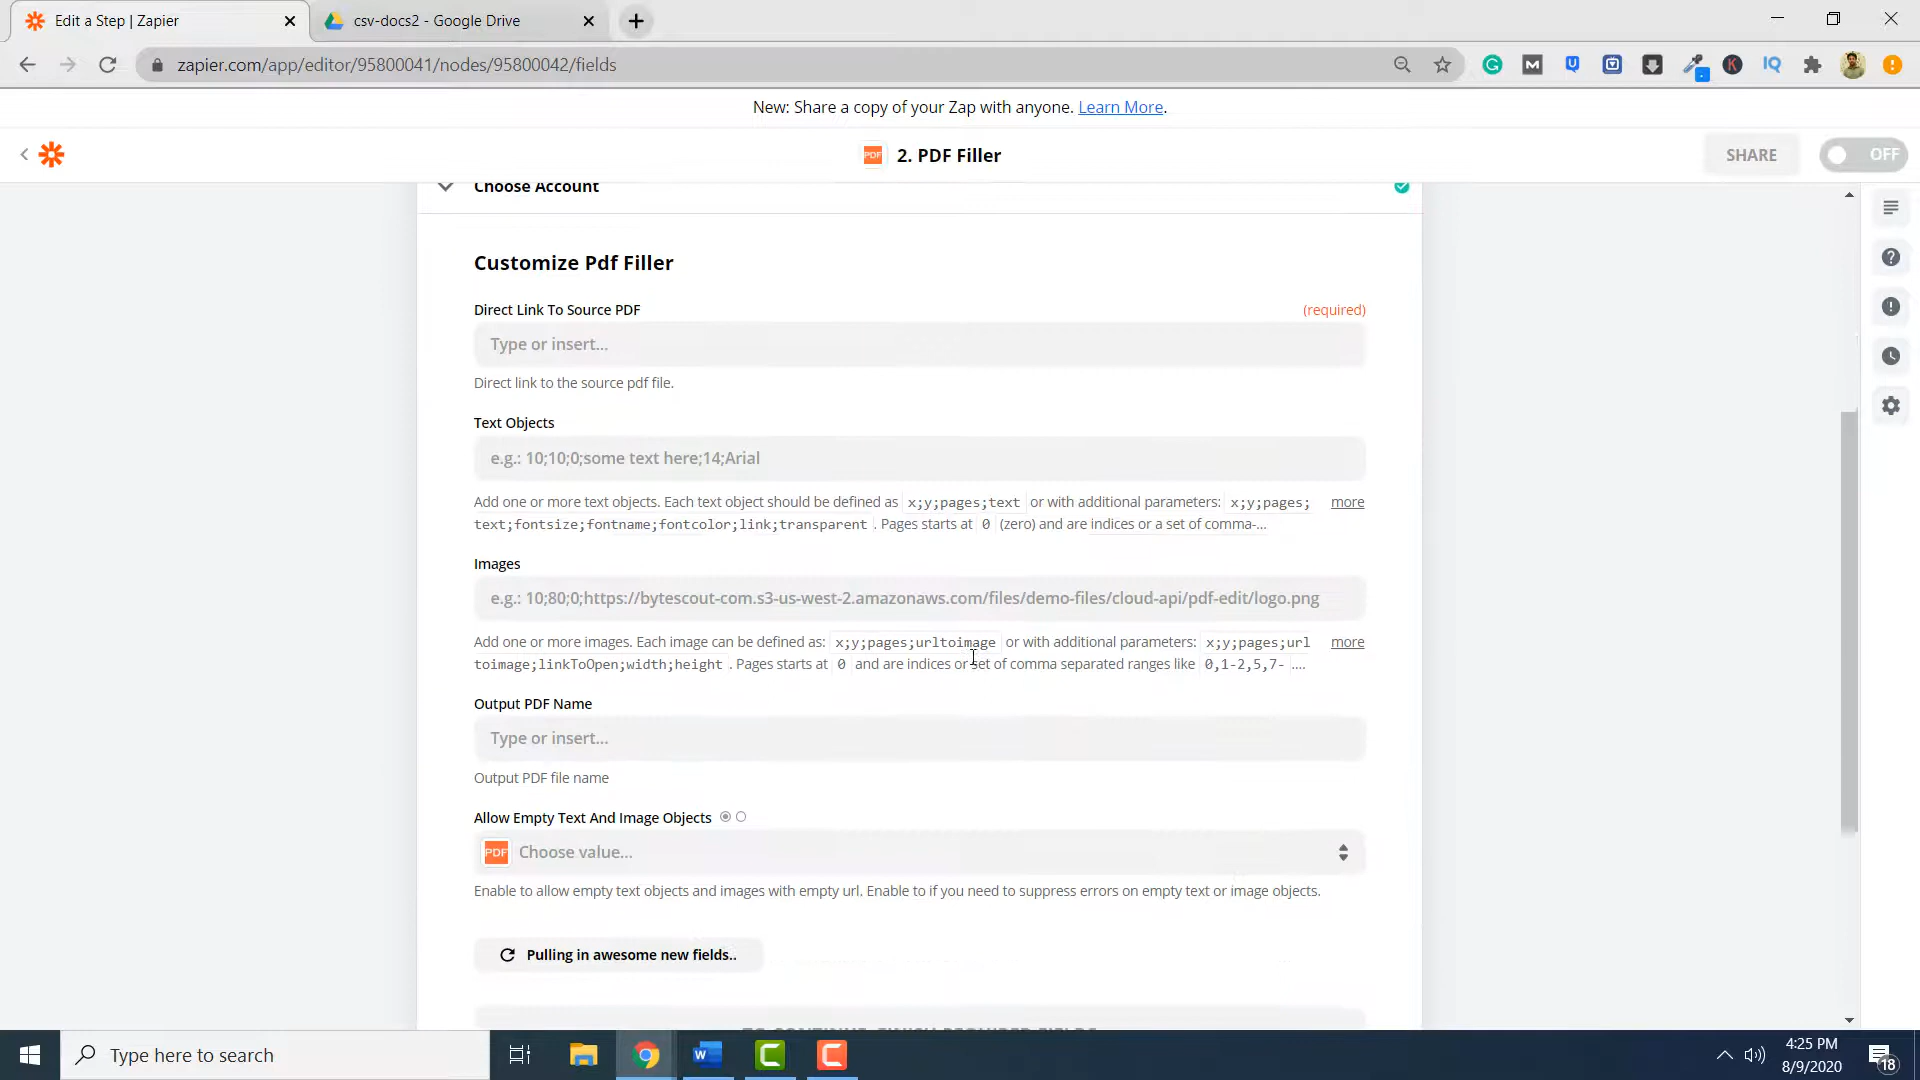 Edit a Step | Zapier
csv-docs2 - Google Drive
zapier.com/app/editor/95800041/nodes/95800042/fields
New: Share a copy of your Zap with anyone. Learn More.
PDF
2. PDF Filler
SHARE
OFF
Choose Account
Customize Pdf Filler
Direct Link To Source PDF
(required)
Type or insert...
Direct link to the source pdf file.
Text Objects
e.g.: 10;10;0;some text here;14;Arial
Add one or more text objects. Each text object should be defined as x;y;pages;text or with additional parameters: x;y;pages; more
text;fontsize;fontname;fontcolor;link;transparent . Pages starts at 0 (zero) and are indices or a set of comma-...
Images
e.g.: 10;80;0;https://bytescout-com.s3-us-west-2.amazonaws.com/files/demo-files/cloud-api/pdf-edit/logo.png
Add one or more images. Each image can be defined as: x;y;pages;urltoimage or with additional parameters: x;y;pages;url more
toimage;linkToOpen;width;height . Pages starts at 0 and are indices or set of comma separated ranges like 0,1-2,5,7- ....
Output PDF Name
Type or insert...
Output PDF file name
Allow Empty Text And Image Objects
PDF Choose value...
Enable to allow empty text objects and images with empty url. Enable to if you need to suppress errors on empty text or image objects.
Pulling in awesome new fields..
TO CONTINUE, FINISH REQUIRED FIELDS
Type here to search
4:25 PM
8/9/2020
18